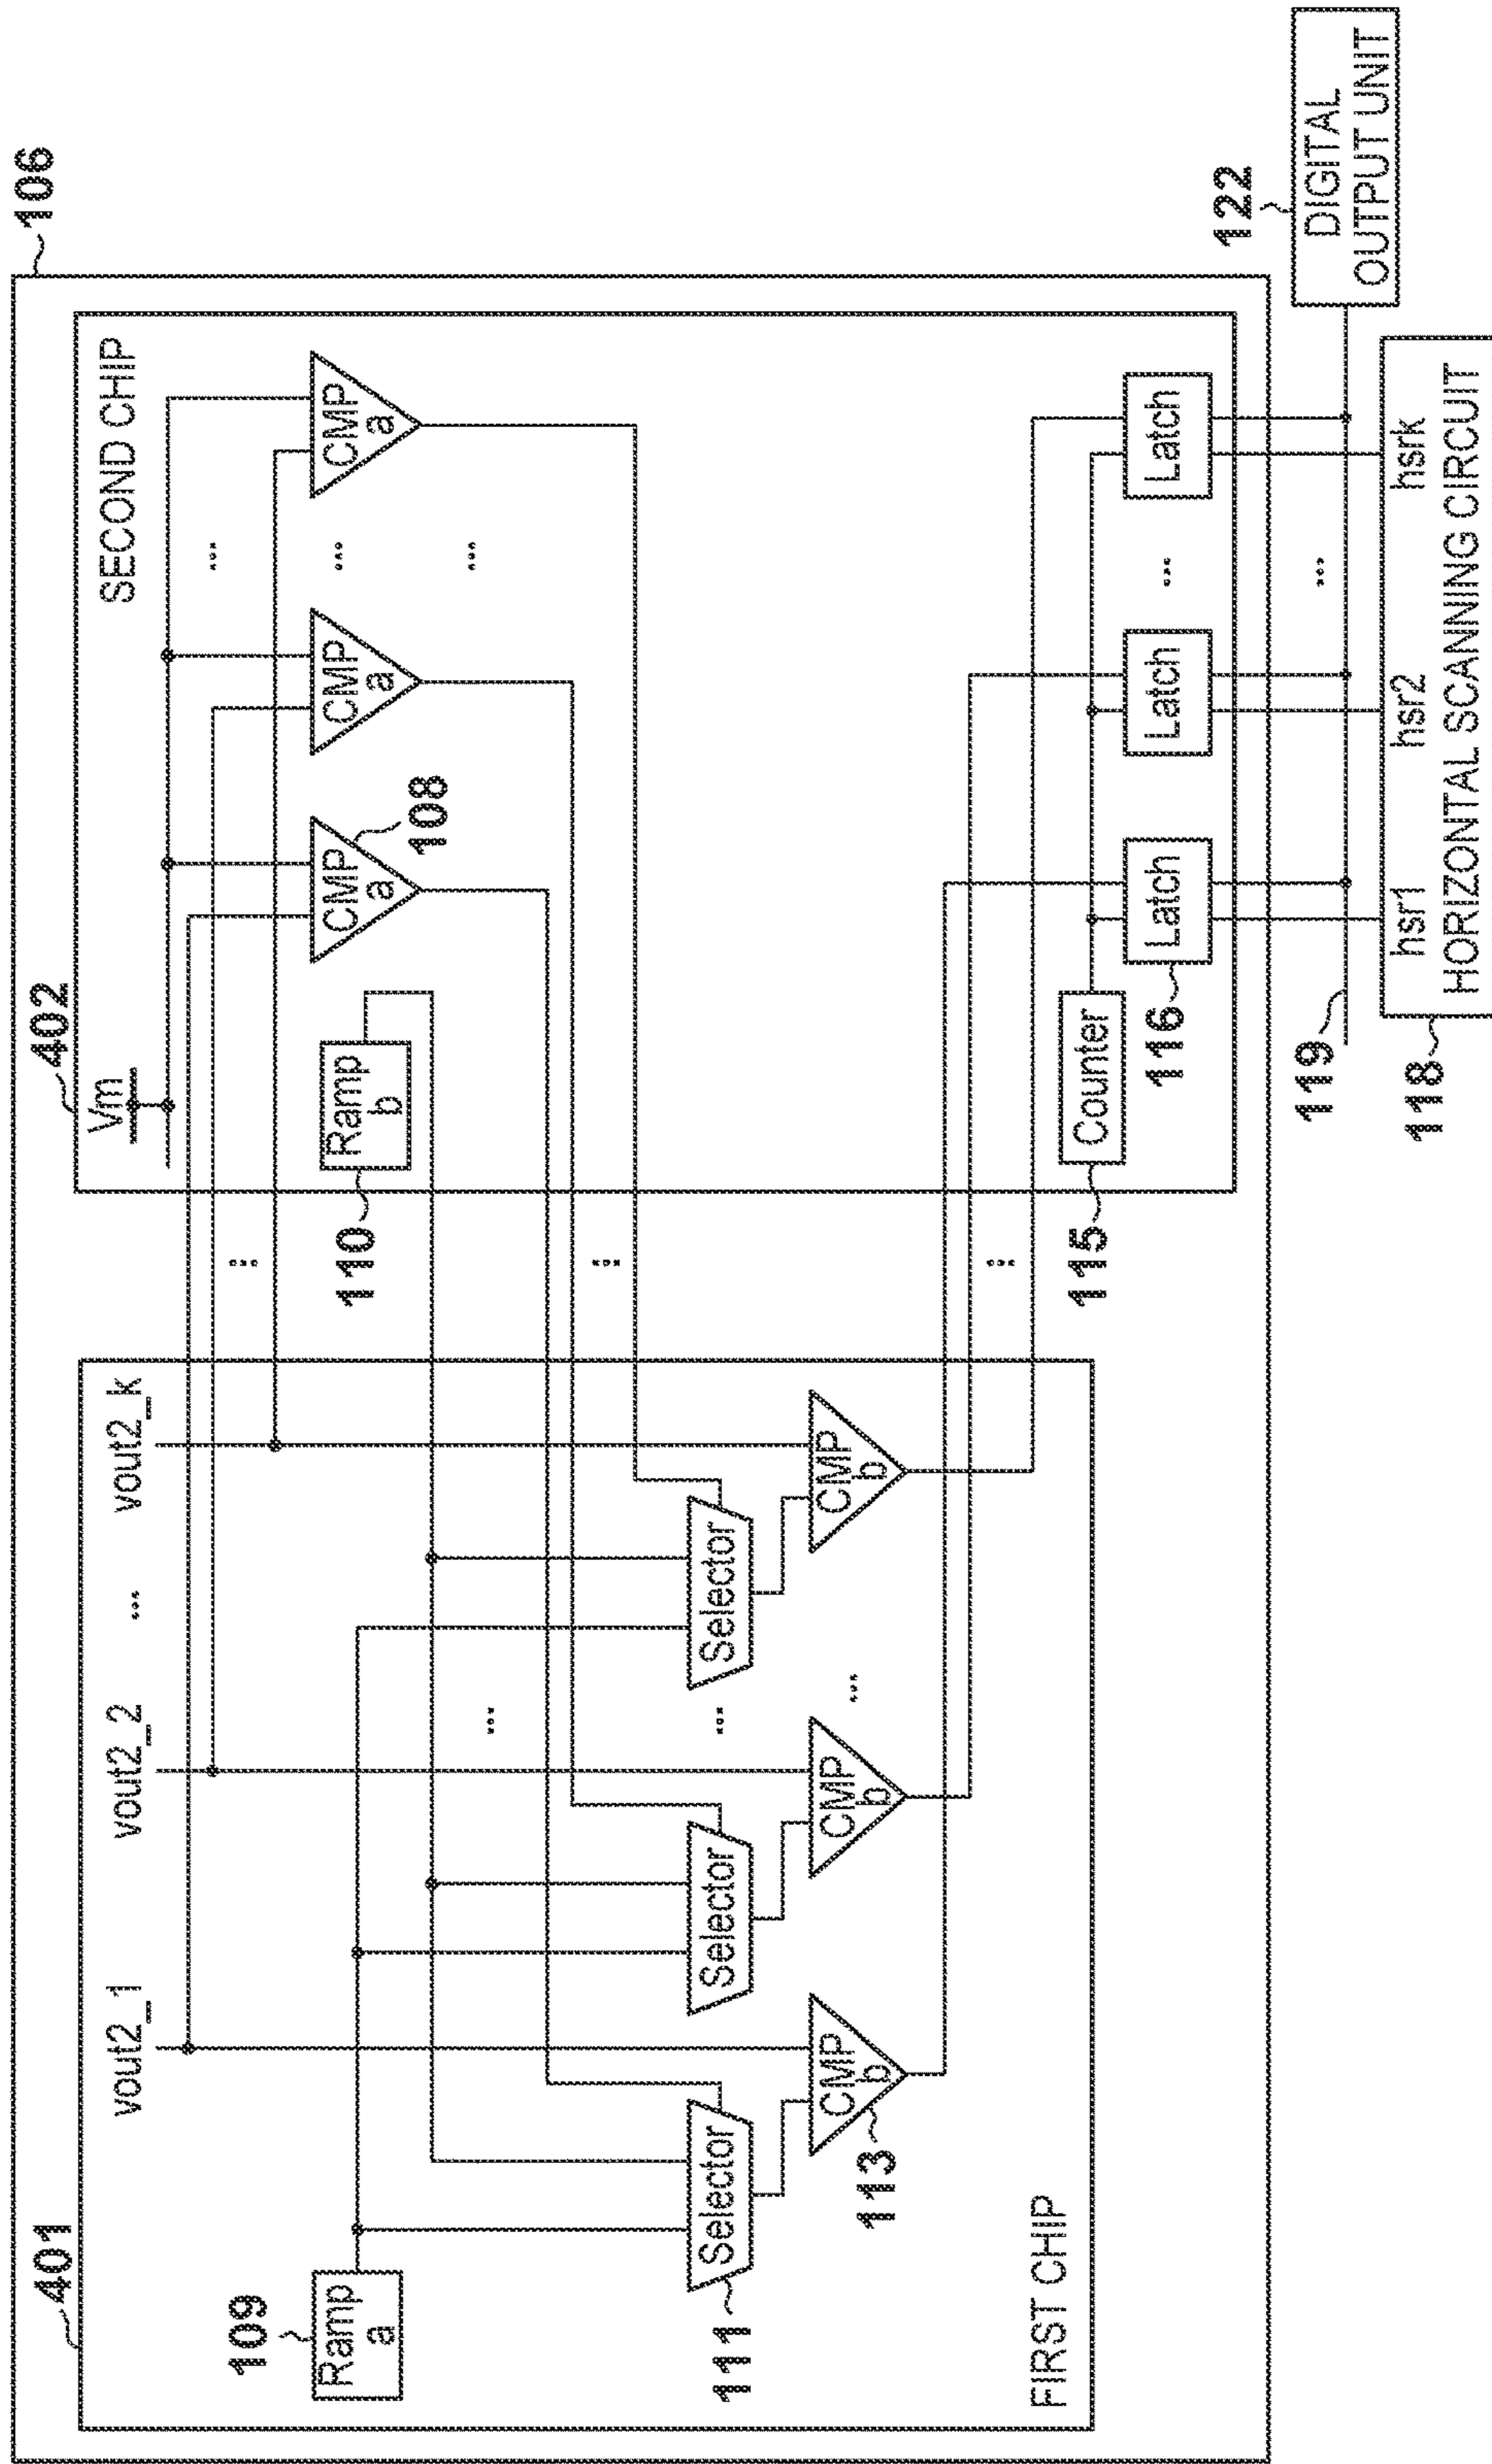 106
401
402
vout2_1
vout2_2
...
vout2_k
Vm
SECOND CHIP
109
Ramp
a
110
Ramp
b
CMP
a
CMP
a
CMP
a
108
...
...
...
...
...
...
...
111
Selector
Selector
...
Selector
113
CMP
b
CMP
b
...
CMP
b
...
FIRST CHIP
115
Counter
116
Latch
Latch
...
Latch
122
DIGITAL
OUTPUT UNIT
119
...
118
hsr1
hsr2
hsrk
HORIZONTAL SCANNING CIRCUIT